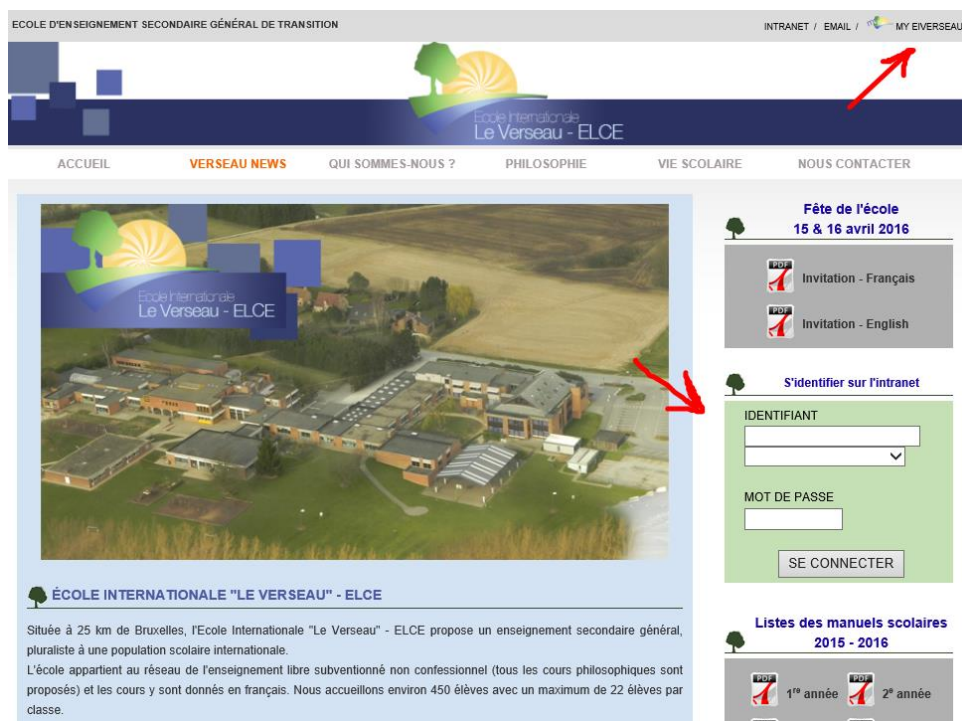 ECOLE D'ENSEIGNEMENT SECONDAIRE GÉNÉRAL DE TRANSITION
INTRANET / EMAIL / MY EIVERSEAU
Ecole Internationale
Le Verseau - ELCE
ACCUEIL VERSEAU NEWS QUI SOMMES-NOUS ? PHILOSOPHIE VIE SCOLAIRE NOUS CONTACTER
Ecole Internationale
Le Verseau - ELCE
ÉCOLE INTERNATIONALE "LE VERSEAU" - ELCE
Située à 25 km de Bruxelles, l'Ecole Internationale "Le Verseau" - ELCE propose un enseignement secondaire général,
pluraliste à une population scolaire internationale.
L'école appartient au réseau de l'enseignement libre subventionné non confessionnel (tous les cours philosophiques sont
proposés) et les cours y sont donnés en français. Nous accueillons environ 450 élèves avec un maximum de 22 élèves par
classe.
Fête de l'école
15 & 16 avril 2016
PDF Invitation - Français
PDF Invitation - English
S'identifier sur l'intranet
IDENTIFIANT
MOT DE PASSE
SE CONNECTER
Listes des manuels scolaires
2015 - 2016
PDF 1re année PDF 2e année
PDF PDF